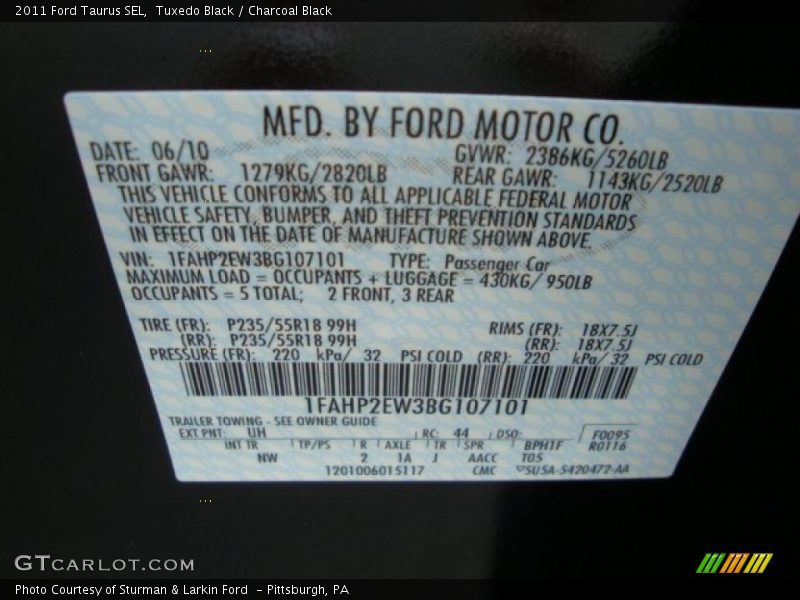 2011 Ford Taurus SEL, Tuxedo Black / Charcoal Black
MFD. BY FORD MOTOR CO.
DATE: 06/10 GVWR: 2386KG/5260LB
FRONT GAWR: 1279KG/2820LB REAR GAWR: 1143KG/2520LB
THIS VEHICLE CONFORMS TO ALL APPLICABLE FEDERAL MOTOR
VEHICLE SAFETY, BUMPER, AND THEFT PREVENTION STANDARDS
IN EFFECT ON THE DATE OF MANUFACTURE SHOWN ABOVE.
VIN: 1FAHP2EW3BG107101 TYPE: Passenger Car
MAXIMUM LOAD = OCCUPANTS + LUGGAGE = 430KG/ 950LB
OCCUPANTS = 5 TOTAL; 2 FRONT, 3 REAR
TIRE (FR): P235/55R18 99H RIMS (FR): 18X7.5J
(RR): P235/55R18 99H (RR): 18X7.5J
PRESSURE (FR): 220 kPa/ 32 PSI COLD (RR): 220 kPa/ 32 PSI COLD
1FAHP2EW3BG107101
TRAILER TOWING - SEE OWNER GUIDE
EXT PNT: UH RC: 44 DSO: F0095
INT TR TP/PS R AXLE TR SPR BPH1F R0116
NW 2 1A J AACC T05
1201006015117 CMC 5U5A-5420472-AA
GTCARLOT.COM
Photo Courtesy of Sturman & Larkin Ford - Pittsburgh, PA